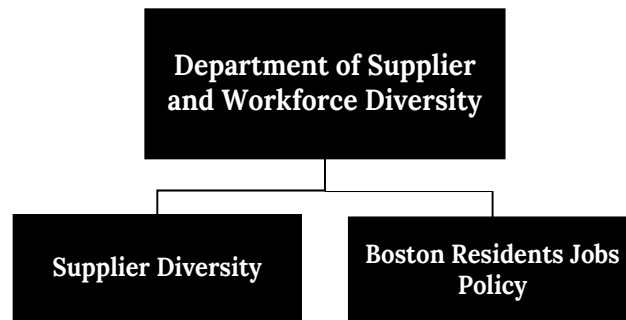 Department of Supplier
and Workforce Diversity
Supplier Diversity
Boston Residents Jobs
Policy